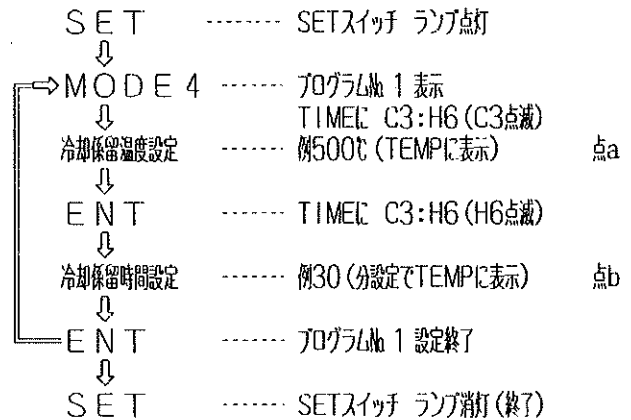 SET ……… SETスイッチ ランプ点灯
⇩
⇨MODE4 …… プログラム№1 表示
⇩ TIMEに C3:H6(C3点滅)
冷却保留温度設定 …… 例500℃(TEMPに表示) 点a
⇩
ENT ……… TIMEに C3:H6(H6点滅)
⇩
冷却保留時間設定 …… 例30(分設定でTEMPに表示) 点b
⇩
ENT ……… プログラム№1 設定終了
⇩
SET ……… SETスイッチ ランプ消灯(終了)